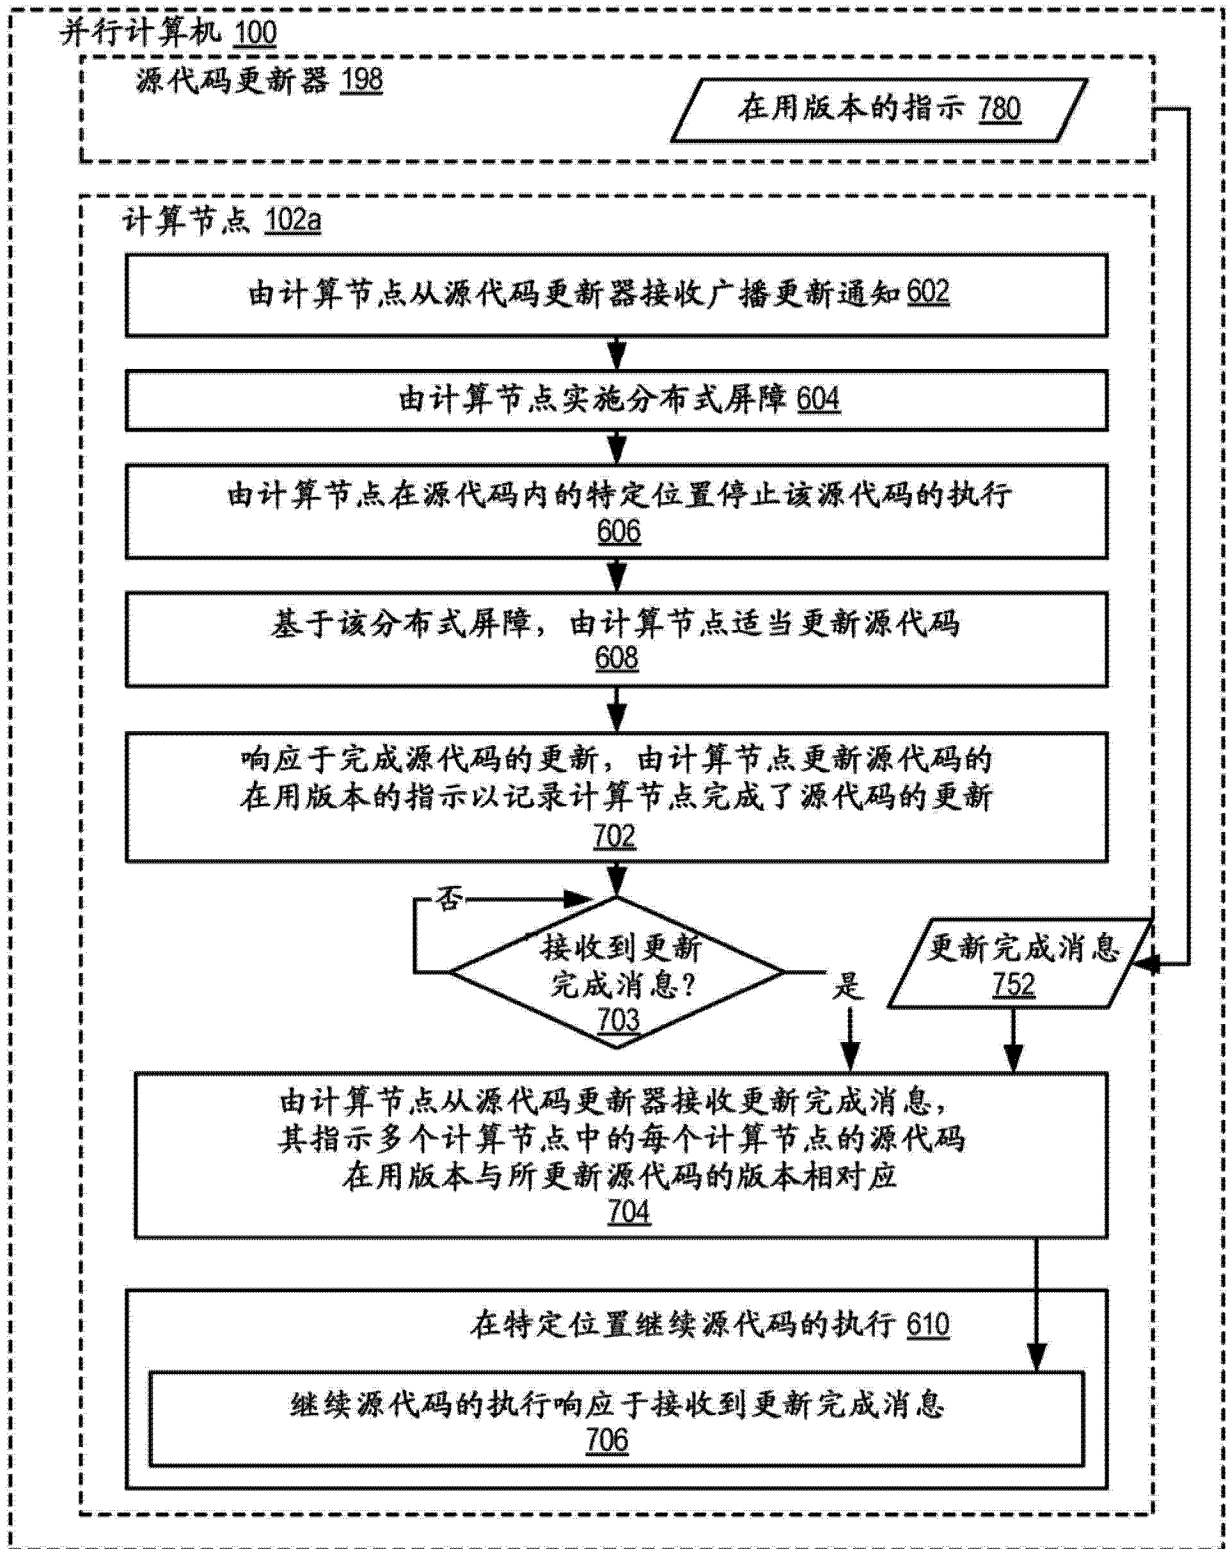 并行计算机 100
源代码更新器 198
在用版本的指示 780
计算节点 102a
由计算节点从源代码更新器接收广播更新通知 602
由计算节点实施分布式屏障 604
由计算节点在源代码内的特定位置停止该源代码的执行
606
基于该分布式屏障，由计算节点适当更新源代码
608
响应于完成源代码的更新，由计算节点更新源代码的
在用版本的指示以记录计算节点完成了源代码的更新
702
否
接收到更新
完成消息？
703
是
更新完成消息
752
由计算节点从源代码更新器接收更新完成消息，
其指示多个计算节点中的每个计算节点的源代码
在用版本与所更新源代码的版本相对应
704
在特定位置继续源代码的执行 610
继续源代码的执行响应于接收到更新完成消息
706